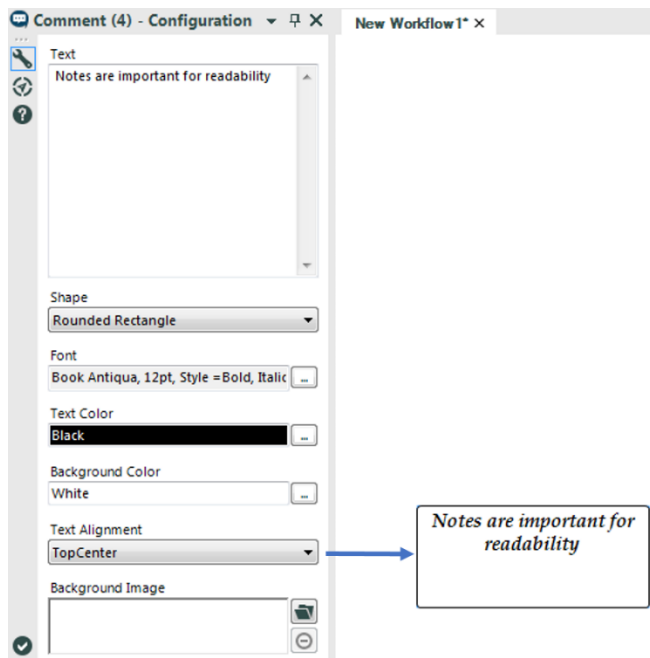 Comment (4) - Configuration
New Workflow1*
Text
Notes are important for readability
Shape
Rounded Rectangle
Font
Book Antiqua, 12pt, Style =Bold, Italic
...
Text Color
Black
...
Background Color
White
...
Text Alignment
TopCenter
Notes are important for
readability
Background Image